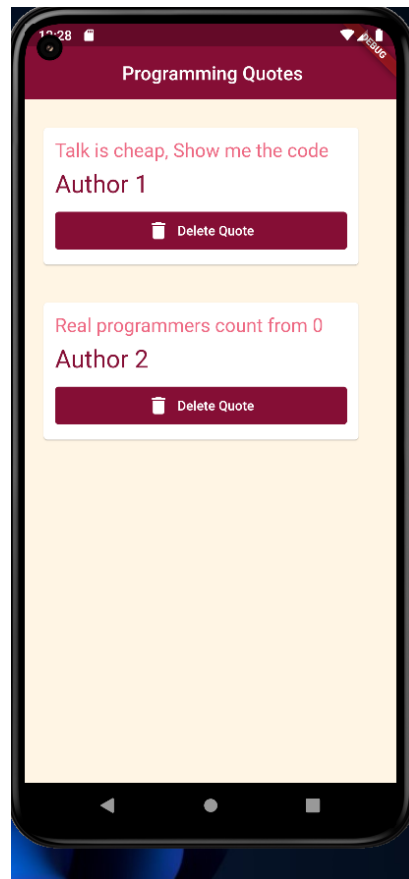 12:28
DEBUG
Programming Quotes
Talk is cheap, Show me the code
Author 1
Delete Quote
Real programmers count from 0
Author 2
Delete Quote